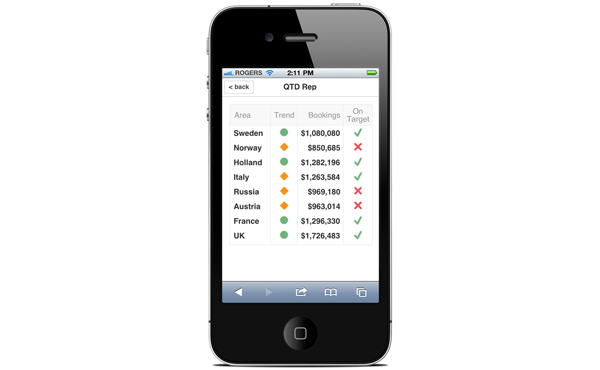 ROGERS 2:11 PM
< back QTD Rep
Area Trend Bookings On Target
Sweden $1,080,080
Norway $850,685
Holland $1,282,196
Italy $1,263,584
Russia $969,180
Austria $963,014
France $1,296,330
UK $1,726,483